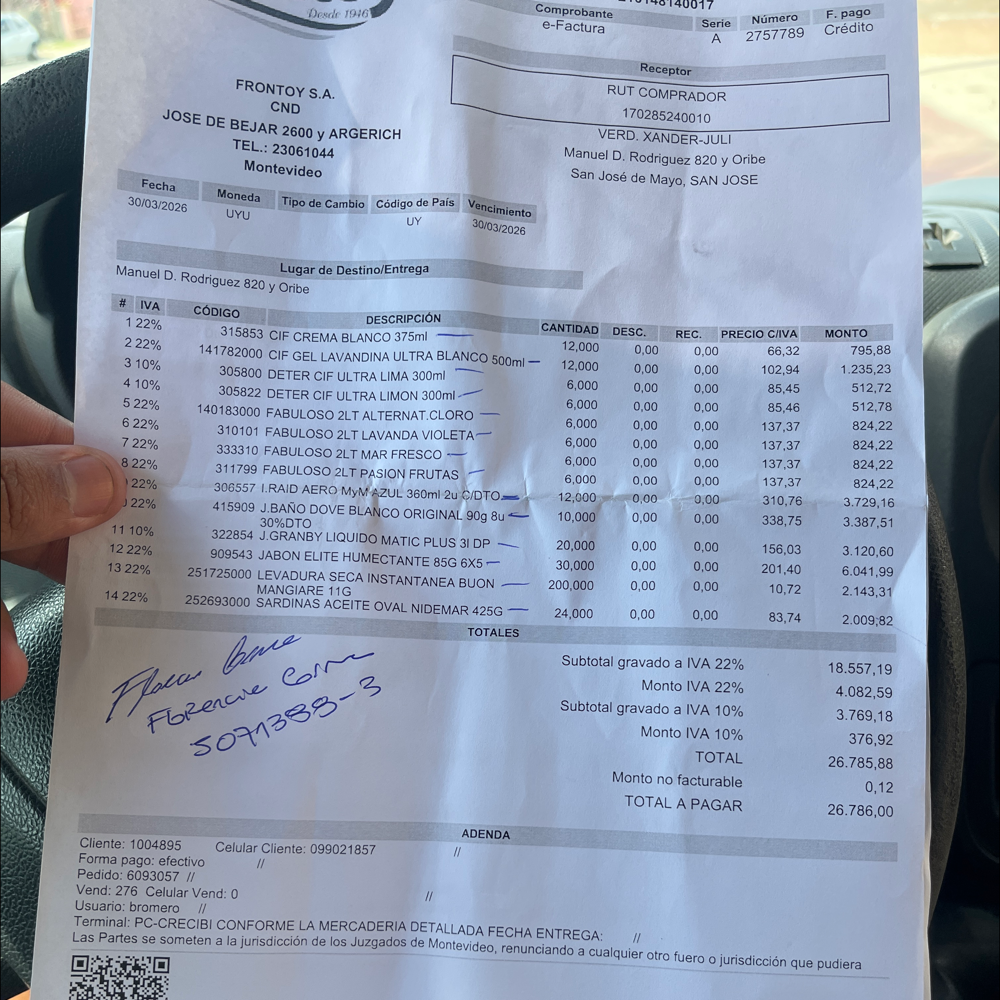 Desde 1946
Comprobante Serie Número F. pago
e-Factura A 2757789 Crédito
Receptor
RUT COMPRADOR
170285240010
FRONTOY S.A.
CND
JOSE DE BEJAR 2600 y ARGERICH
TEL.: 23061044
Montevideo
VERD. XANDER-JULI
Manuel D. Rodriguez 820 y Oribe
San José de Mayo, SAN JOSE
Fecha Moneda Tipo de Cambio Código de País Vencimiento
30/03/2026 UYU UY 30/03/2026
Lugar de Destino/Entrega
Manuel D. Rodriguez 820 y Oribe
# IVA CÓDIGO DESCRIPCIÓN CANTIDAD DESC. REC. PRECIO C/IVA MONTO
1 22% 315853 CIF CREMA BLANCO 375ml 12,000 0,00 0,00 66,32 795,88
2 22% 141782000 CIF GEL LAVANDINA ULTRA BLANCO 500ml 12,000 0,00 0,00 102,94 1.235,23
3 10% 305800 DETER CIF ULTRA LIMA 300ml 6,000 0,00 0,00 85,45 512,72
4 10% 305822 DETER CIF ULTRA LIMON 300ml 6,000 0,00 0,00 85,46 512,78
5 22% 140183000 FABULOSO 2LT ALTERNAT.CLORO 6,000 0,00 0,00 137,37 824,22
6 22% 310101 FABULOSO 2LT LAVANDA VIOLETA 6,000 0,00 0,00 137,37 824,22
7 22% 333310 FABULOSO 2LT MAR FRESCO 6,000 0,00 0,00 137,37 824,22
8 22% 311799 FABULOSO 2LT PASION FRUTAS 6,000 0,00 0,00 137,37 824,22
22% 306557 I.RAID AERO MyM AZUL 360ml 2u C/DTO 12,000 0,00 0,00 310,76 3.729,16
22% 415909 J.BAÑO DOVE BLANCO ORIGINAL 90g 8u 10,000 0,00 0,00 338,75 3.387,51
30%DTO
11 10% 322854 J.GRANBY LIQUIDO MATIC PLUS 3l DP 20,000 0,00 0,00 156,03 3.120,60
12 22% 909543 JABON ELITE HUMECTANTE 85G 6X5 30,000 0,00 0,00 201,40 6.041,99
13 22% 251725000 LEVADURA SECA INSTANTANEA BUON 200,000 0,00 0,00 10,72 2.143,31
MANGIARE 11G
14 22% 252693000 SARDINAS ACEITE OVAL NIDEMAR 425G 24,000 0,00 0,00 83,74 2.009,82
TOTALES
Subtotal gravado a IVA 22% 18.557,19
Monto IVA 22% 4.082,59
Subtotal gravado a IVA 10% 3.769,18
Monto IVA 10% 376,92
TOTAL 26.785,88
Monto no facturable 0,12
TOTAL A PAGAR 26.786,00
5071388-3
ADENDA
Cliente: 1004895 Celular Cliente: 099021857 //
Forma pago: efectivo //
Pedido: 6093057 //
Vend: 276 Celular Vend: 0 //
Usuario: bromero //
Terminal: PC-CRECIBI CONFORME LA MERCADERIA DETALLADA FECHA ENTREGA: //
Las Partes se someten a la jurisdicción de los Juzgados de Montevideo, renunciando a cualquier otro fuero o jurisdicción que pudiera